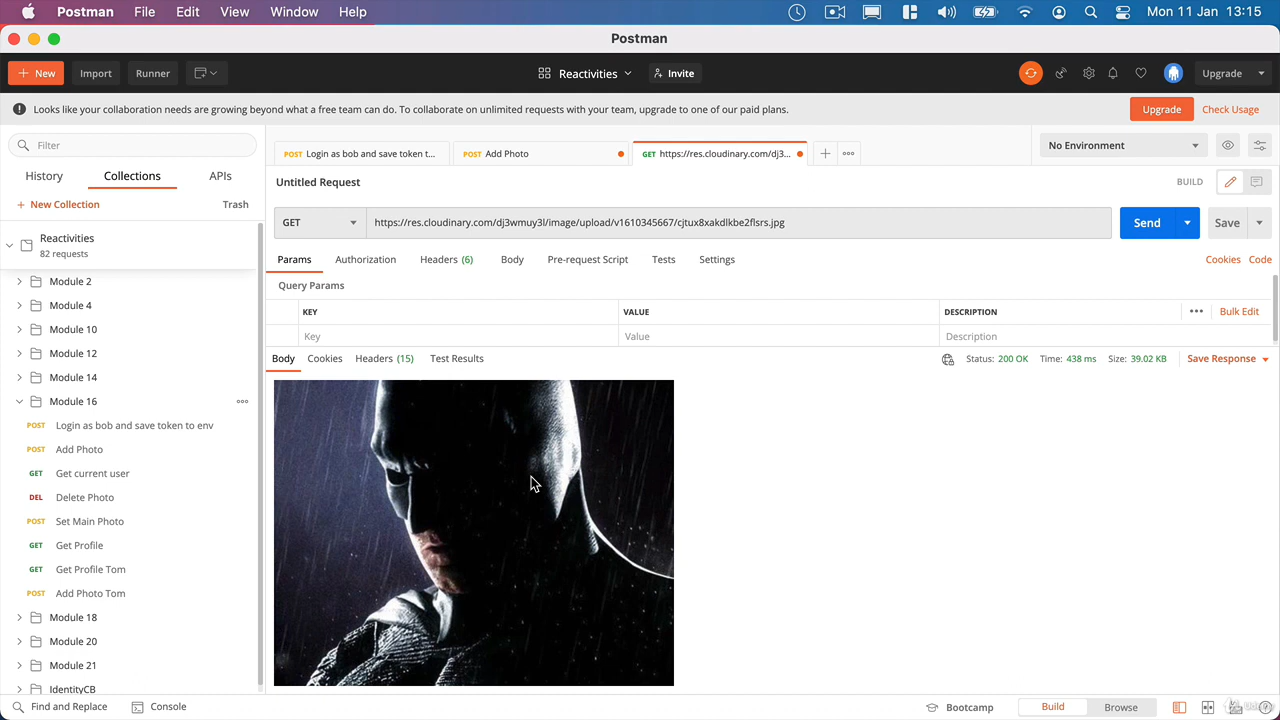 Postman File Edit View Window Help Mon 11 Jan 13:15
Postman
New Import Runner Reactivities Invite Upgrade
Looks like your collaboration needs are growing beyond what a free team can do. To collaborate on unlimited requests with your team, upgrade to one of our paid plans. Upgrade Check Usage
Filter
History Collections APIs
New Collection Trash
Reactivities
82 requests
Module 2
Module 4
Module 10
Module 12
Module 14
Module 16
POST Login as bob and save token to env
POST Add Photo
GET Get current user
DEL Delete Photo
POST Set Main Photo
GET Get Profile
GET Get Profile Tom
POST Add Photo Tom
Module 18
Module 20
Module 21
IdentityCB
POST Login as bob and save token t... POST Add Photo GET https://res.cloudinary.com/dj3... No Environment
Untitled Request BUILD
GET https://res.cloudinary.com/dj3wmuy3l/image/upload/v1610345667/cjtux8xakdlkbe2flsrs.jpg Send Save
Params Authorization Headers (6) Body Pre-request Script Tests Settings Cookies Code
Query Params
KEY VALUE DESCRIPTION Bulk Edit
Key Value Description
Body Cookies Headers (15) Test Results Status: 200 OK Time: 438 ms Size: 39.02 KB Save Response
Find and Replace Console Bootcamp Build Browse